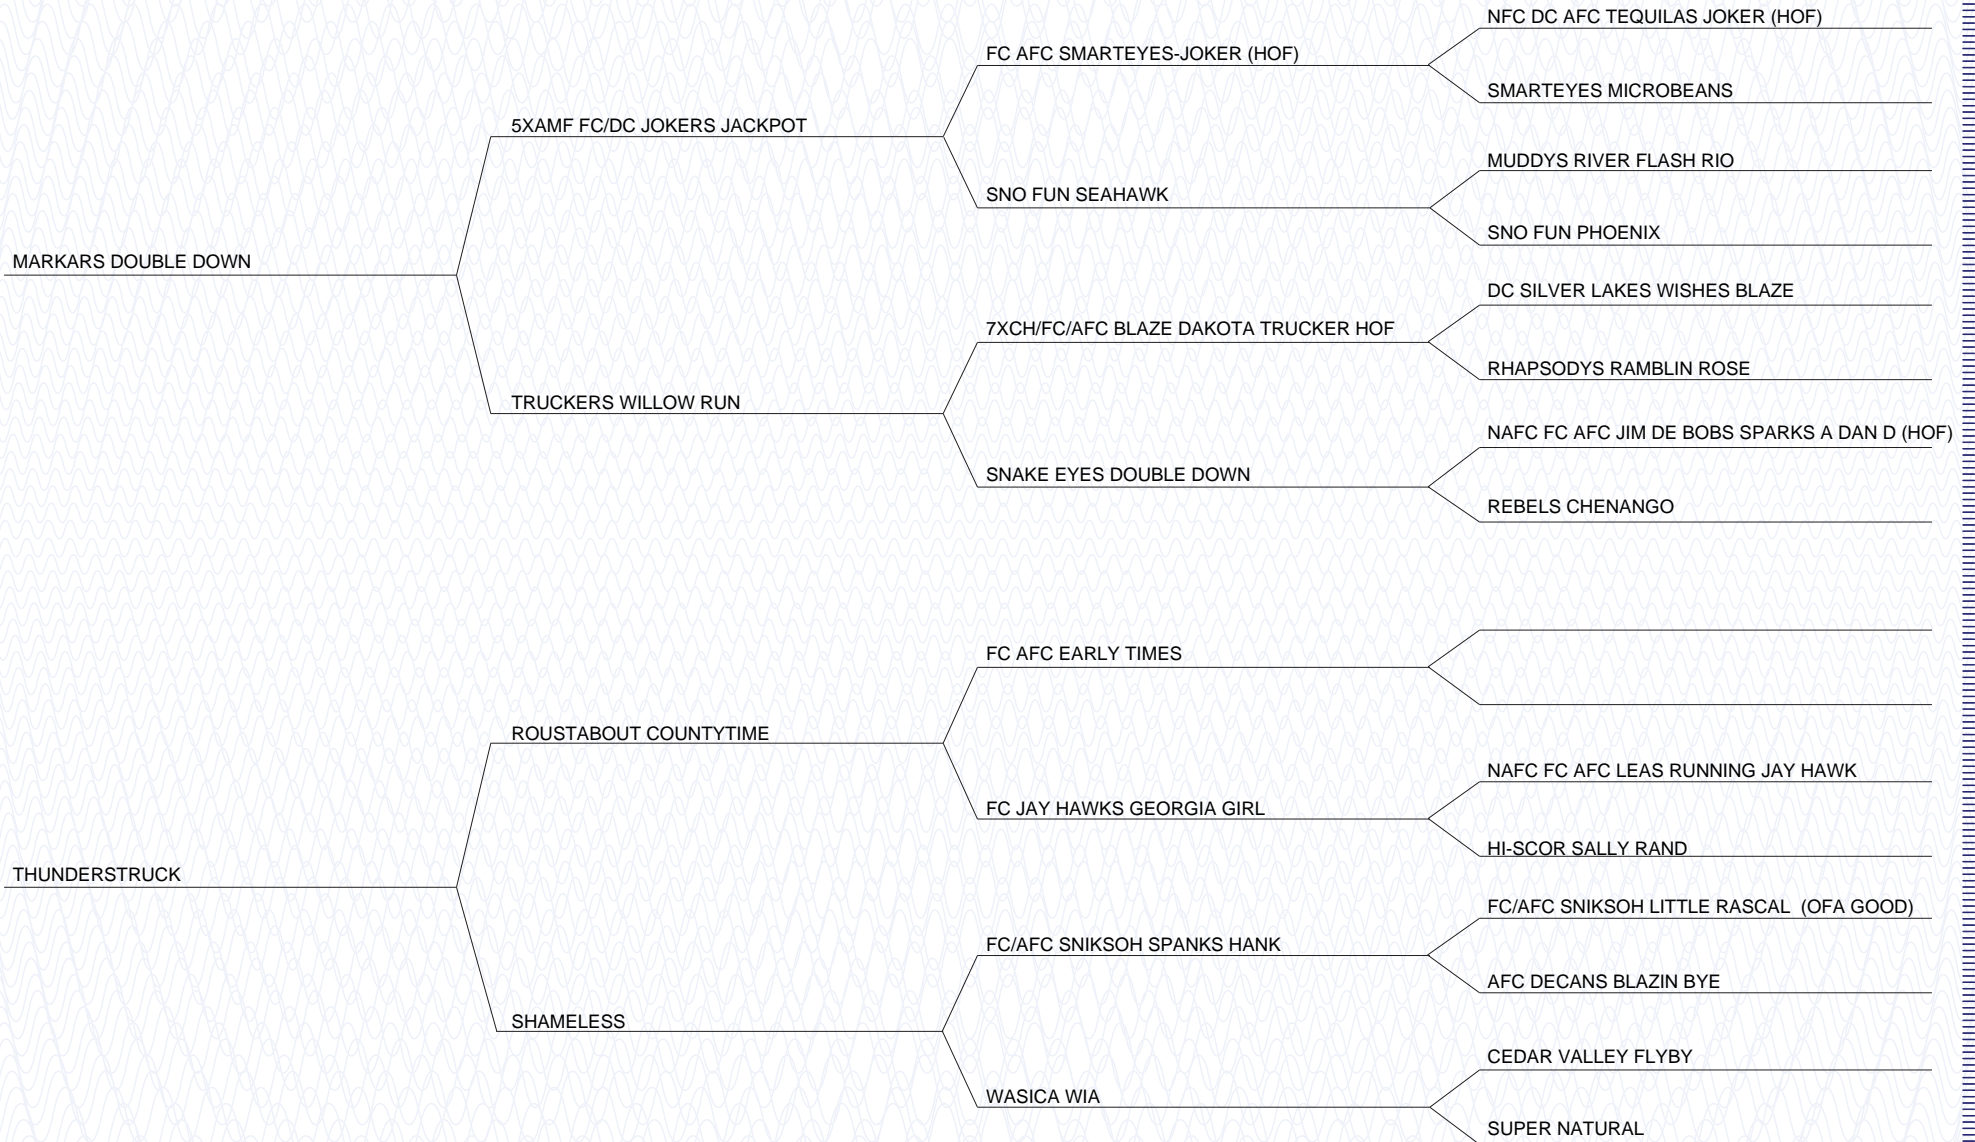 NFC DC AFC TEQUILAS JOKER (HOF)
FC AFC SMARTEYES-JOKER (HOF)
SMARTEYES MICROBEANS
5XAMF FC/DC JOKERS JACKPOT
MUDDYS RIVER FLASH RIO
SNO FUN SEAHAWK
SNO FUN PHOENIX
MARKARS DOUBLE DOWN
DC SILVER LAKES WISHES BLAZE
7XCH/FC/AFC BLAZE DAKOTA TRUCKER HOF
RHAPSODYS RAMBLIN ROSE
TRUCKERS WILLOW RUN
NAFC FC AFC JIM DE BOBS SPARKS A DAN D (HOF)
SNAKE EYES DOUBLE DOWN
REBELS CHENANGO
FC AFC EARLY TIMES
ROUSTABOUT COUNTYTIME
NAFC FC AFC LEAS RUNNING JAY HAWK
FC JAY HAWKS GEORGIA GIRL
HI-SCOR SALLY RAND
THUNDERSTRUCK
FC/AFC SNIKSOH LITTLE RASCAL  (OFA GOOD)
FC/AFC SNIKSOH SPANKS HANK
AFC DECANS BLAZIN BYE
SHAMELESS
CEDAR VALLEY FLYBY
WASICA WIA
SUPER NATURAL